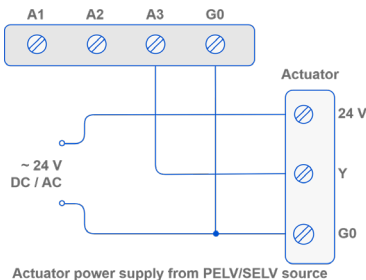 A1 A2 A3 G0
Actuator
24 V
~ 24 V
DC / AC
Y
G0
Actuator power supply from PELV/SELV source